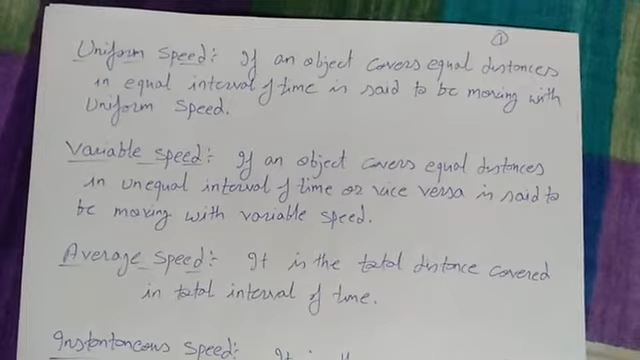 ①
Uniform Speed:- If an object covers equal distances
in equal interval of time is said to be moving with
Uniform Speed.
Variable speed:- If an object covers equal distances
in unequal interval of time or vice versa is said to
be moving with variable speed.
Average Speed:- It is the total distance covered
in total interval of time.
Instantaneous Speed:- It is